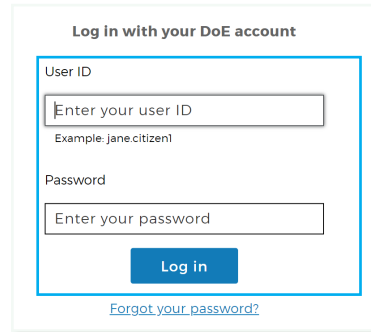 Log in with your DoE account
User ID
Enter your user ID
Example: jane.citizen1
Password
Enter your password
Log in
Forgot your password?